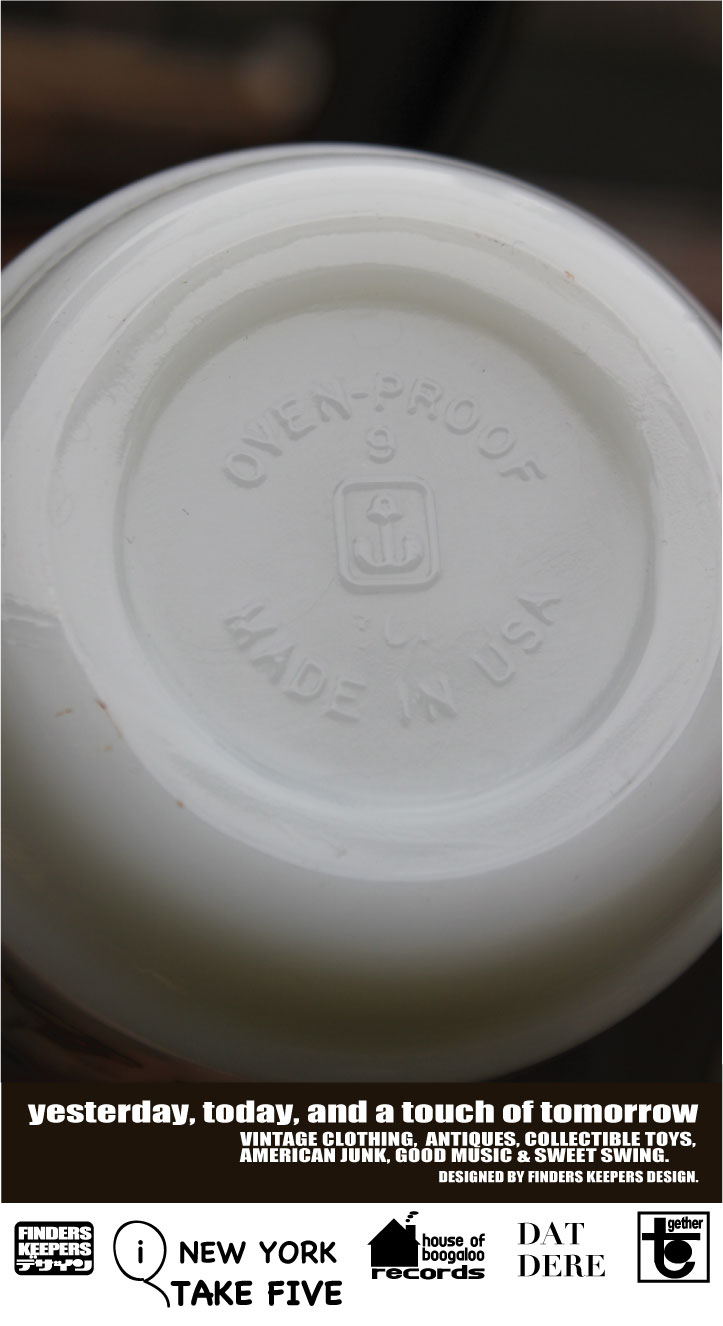 OVEN-PROOF
9
MADE IN USA
yesterday, today, and a touch of tomorrow
VINTAGE CLOTHING, ANTIQUES, COLLECTIBLE TOYS,
AMERICAN JUNK, GOOD MUSIC & SWEET SWING.
DESIGNED BY FINDERS KEEPERS DESIGN.
FINDERS
KEEPERS
デザイン
i
NEW YORK
TAKE FIVE
house of
boogaloo
records
DAT
DERE
tgether